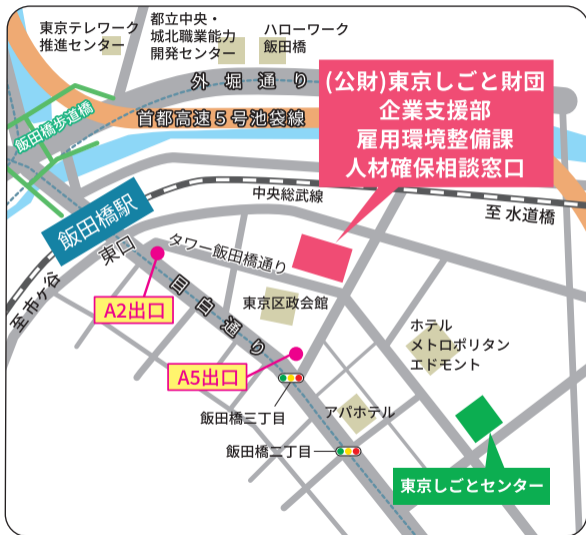 東京テレワーク
推進センター
都立中央・
城北職業能力
開発センター
ハローワーク
飯田橋
外堀通り
首都高速5号池袋線
飯田橋歩道橋
(公財)東京しごと財団
企業支援部
雇用環境整備課
人材確保相談窓口
中央総武線
至 水道橋
飯田橋駅
東口
タワー飯田橋通り
至 市ヶ谷
A2出口
目白通り
東京区政会館
ホテル
メトロポリタン
エドモント
A5出口
飯田橋三丁目
アパホテル
飯田橋二丁目
東京しごとセンター